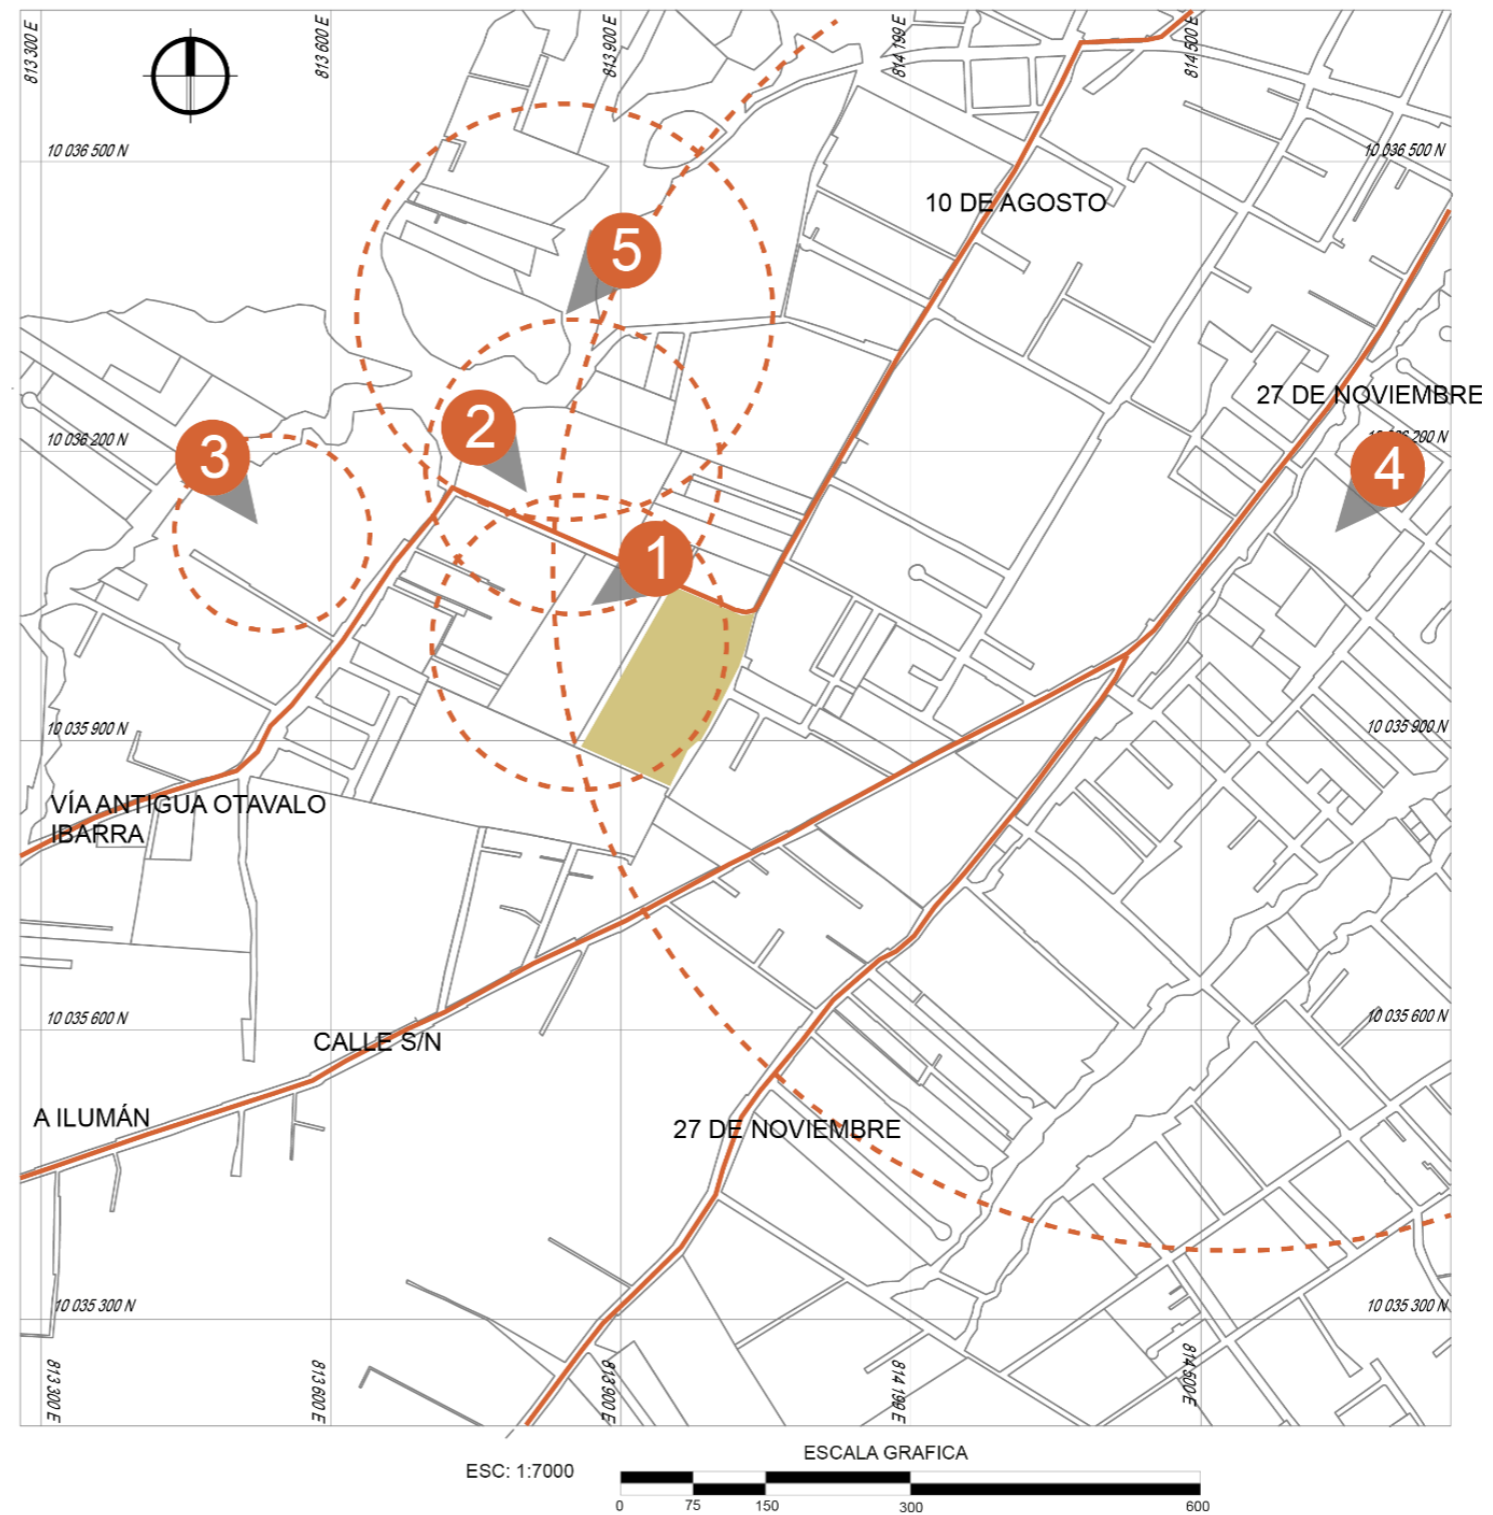 813 300 E
813 600 E
813 900 E
814 199 E
814 500 E
10 036 500 N
10 036 500 N
10 DE AGOSTO
5
27 DE NOVIEMBRE
2
10 036 200 N
3
4
1
10 035 900 N
10 035 900 N
VÍA ANTIGUA OTAVALO
IBARRA
10 035 600 N
10 035 600 N
CALLE S/N
A ILUMÁN
27 DE NOVIEMBRE
10 035 300 N
10 035 300 N
813 300 E
813 600 E
813 900 E
814 199 E
ESCALA GRAFICA
ESC: 1:7000
0 75 150 300 600